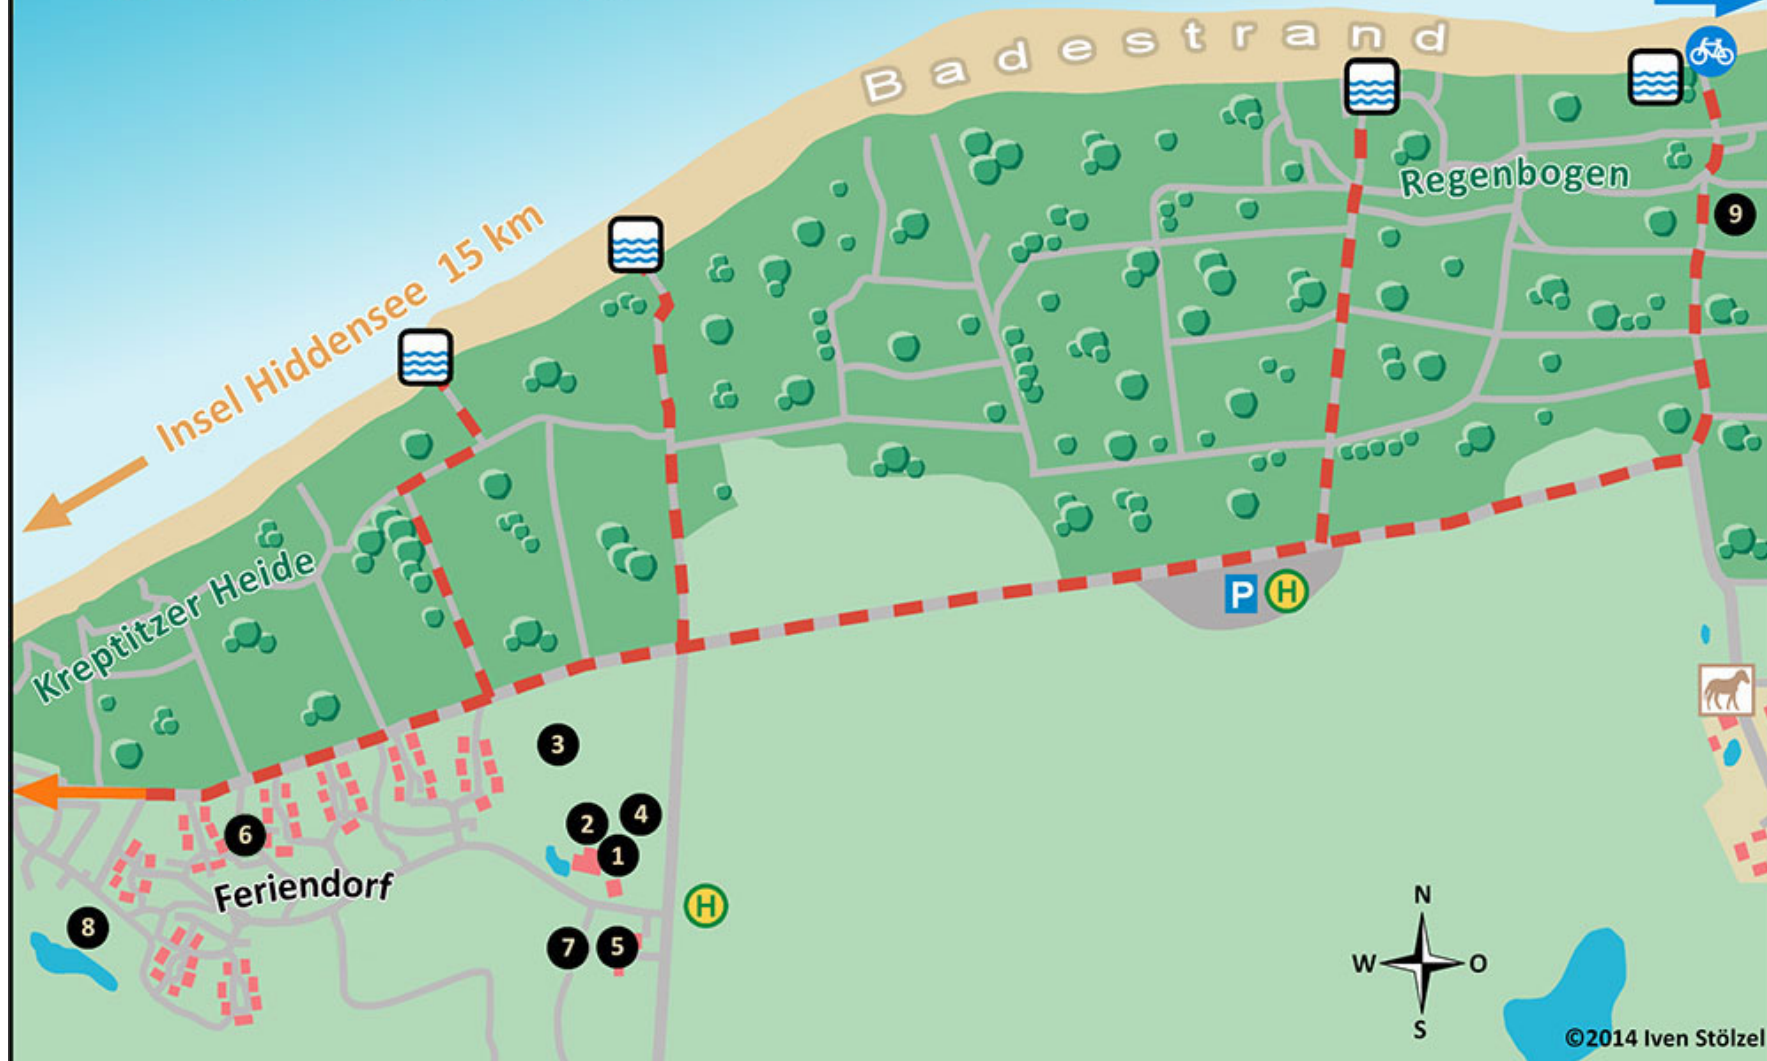 Badestrand
Regenbogen
9
Insel Hiddensee 15 km
Kreptitzer Heide
P H
3
2 4
1
6
Feriendorf
H
8
7 5
N
W O
S
©2014 Iven Stölzel